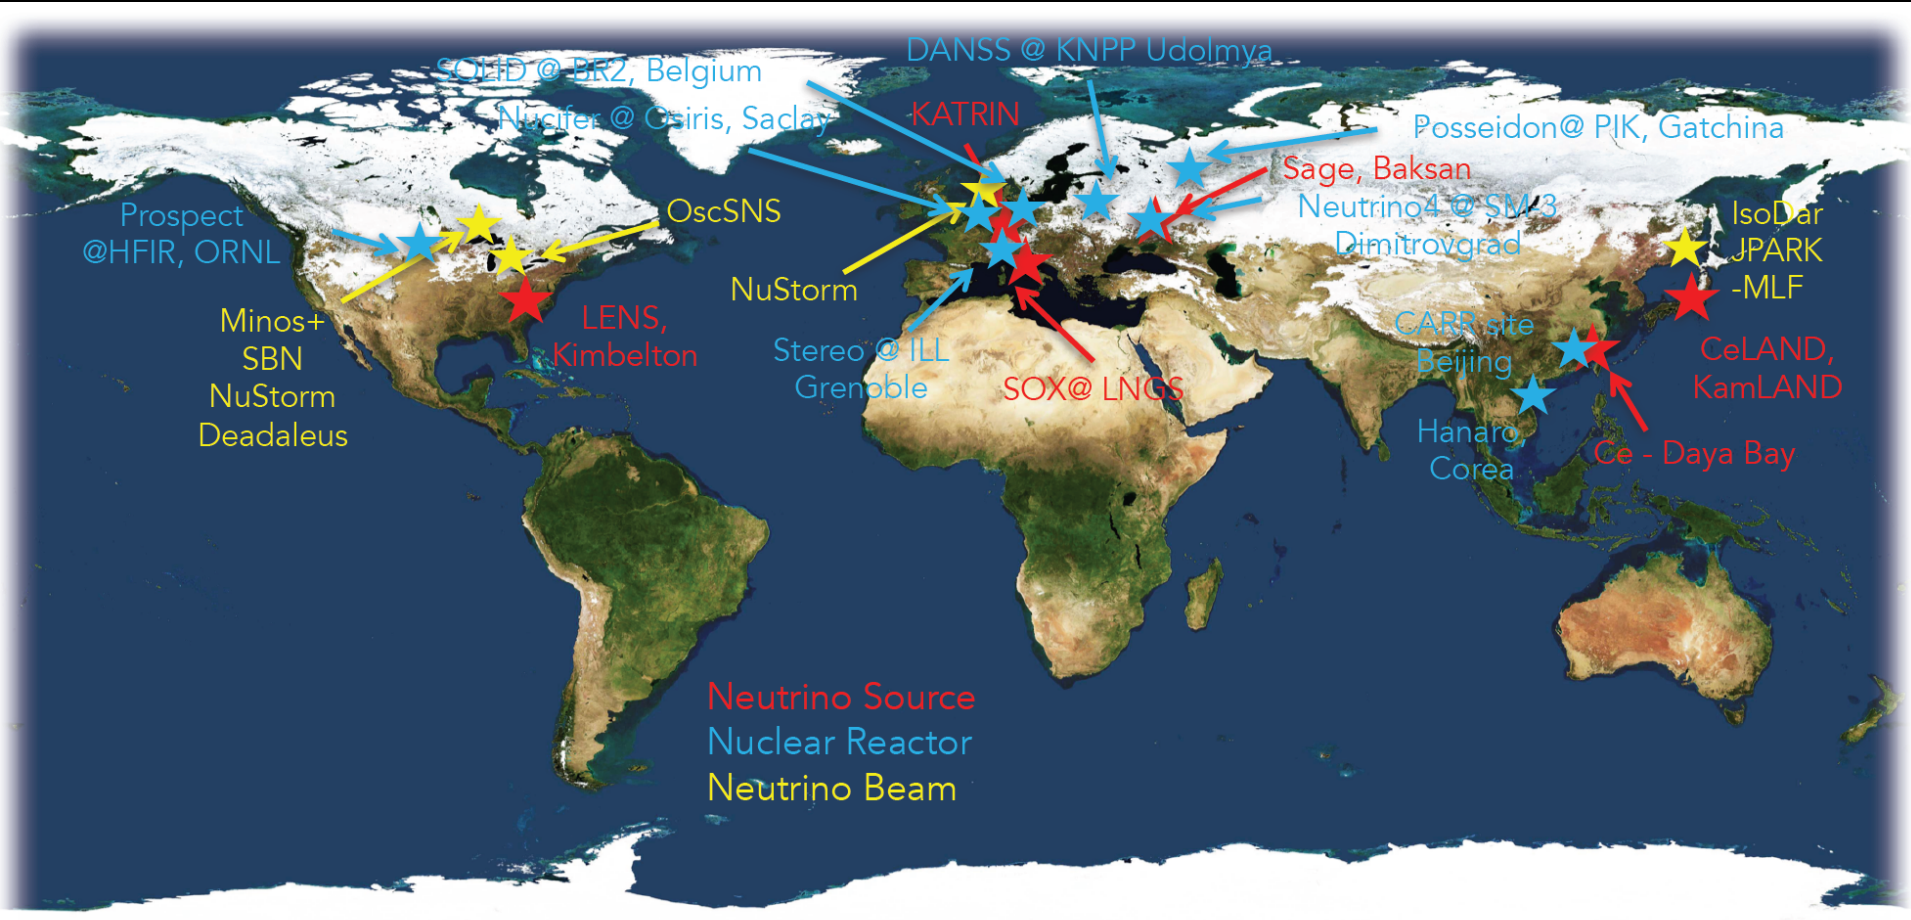 DANSS @ KNPP Udolmya
SOLID @ BR2, Belgium
Nucifer @ Osiris, Saclay
KATRIN
Posseidon@ PIK, Gatchina
Sage, Baksan
Neutrino4 @ SM-3
Dimitrovgrad
Prospect
@HFIR, ORNL
OscSNS
IsoDar
JPARK
-MLF
NuStorm
Minos+
SBN
NuStorm
Deadaleus
LENS,
Kimbelton
Stereo @ ILL
Grenoble
SOX@ LNGS
CARR site
Beijing
CeLAND,
KamLAND
Hanaro,
Corea
Ce - Daya Bay
Neutrino Source
Nuclear Reactor
Neutrino Beam